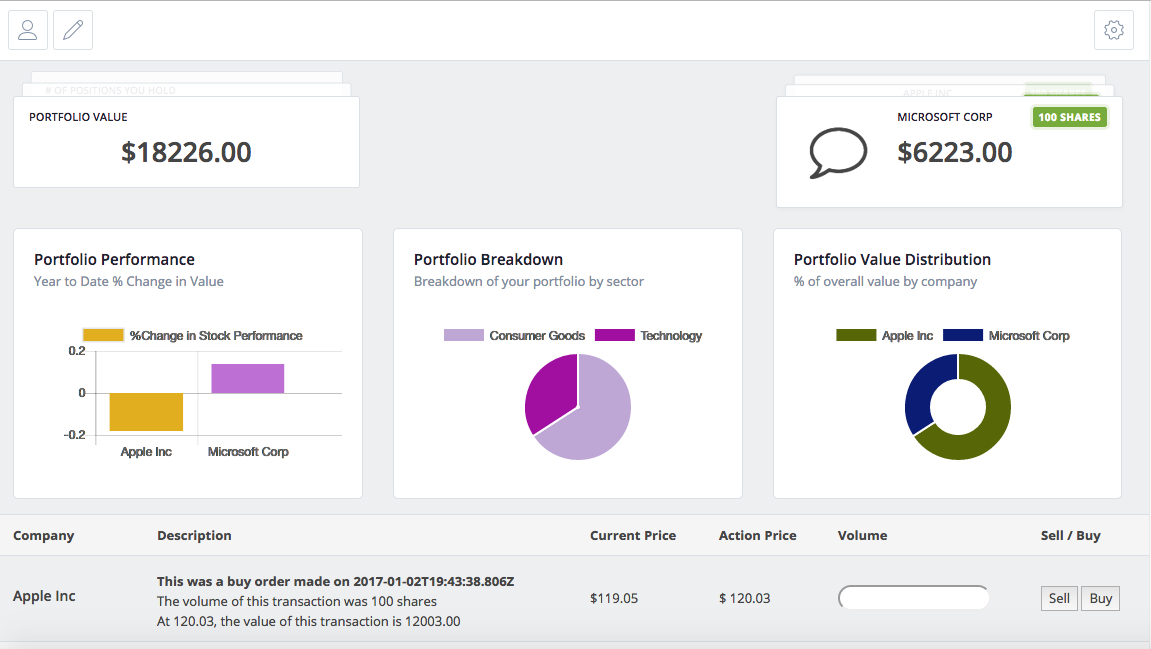 # OF POSITIONS YOU HOLD
APPLE INC
PORTFOLIO VALUE
$18226.00
MICROSOFT CORP
100 SHARES
$6223.00
Portfolio Performance
Year to Date % Change in Value
%Change in Stock Performance
0.2
0
-0.2
Apple Inc
Microsoft Corp
Portfolio Breakdown
Breakdown of your portfolio by sector
Consumer Goods
Technology
Portfolio Value Distribution
% of overall value by company
Apple Inc
Microsoft Corp
Company Description Current Price Action Price Volume Sell / Buy
Apple Inc
This was a buy order made on 2017-01-02T19:43:38.806Z
The volume of this transaction was 100 shares
At 120.03, the value of this transaction is 12003.00
$119.05
$ 120.03
Sell
Buy